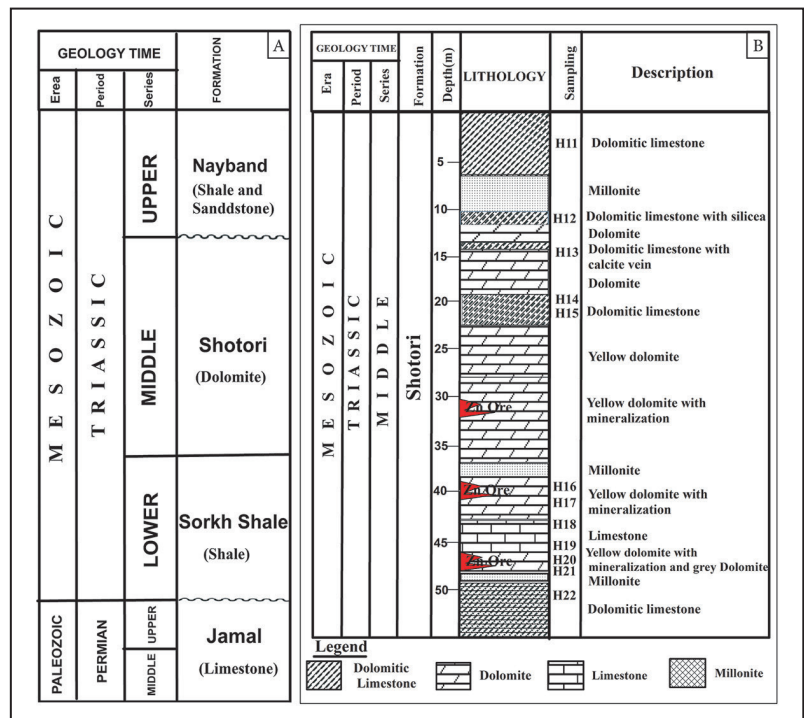 A
GEOLOGY TIME
FORMATION
Erea
Period
Series
MESOZOIC
TRIASSIC
UPPER
Nayband
(Shale and
Sanddstone)
MIDDLE
Shotori
(Dolomite)
LOWER
Sorkh Shale
(Shale)
PALEOZOIC
PERMIAN
UPPER
MIDDLE
Jamal
(Limestone)
B
GEOLOGY TIME
Era
Period
Series
Formation
Depth(m)
LITHOLOGY
Sampling
Description
MESOZOIC
TRIASSIC
MIDDLE
Shotori
H11 Dolomitic limestone
5
Millonite
10
H12 Dolomitic limestone with silicea
Dolomite
H13 Dolomitic limestone with
calcite vein
15
Dolomite
20
H14
H15 Dolomitic limestone
25
Yellow dolomite
30
Zn Ore
Yellow dolomite with
mineralization
35
Millonite
40
Zn Ore
H16
H17
Yellow dolomite with
mineralization
H18
Limestone
45
H19
Zn Ore
H20
H21
Yellow dolomite with
mineralization and grey Dolomite
Millonite
50
H22
Dolomitic limestone
Legend
Dolomitic
Limestone
Dolomite
Limestone
Millonite